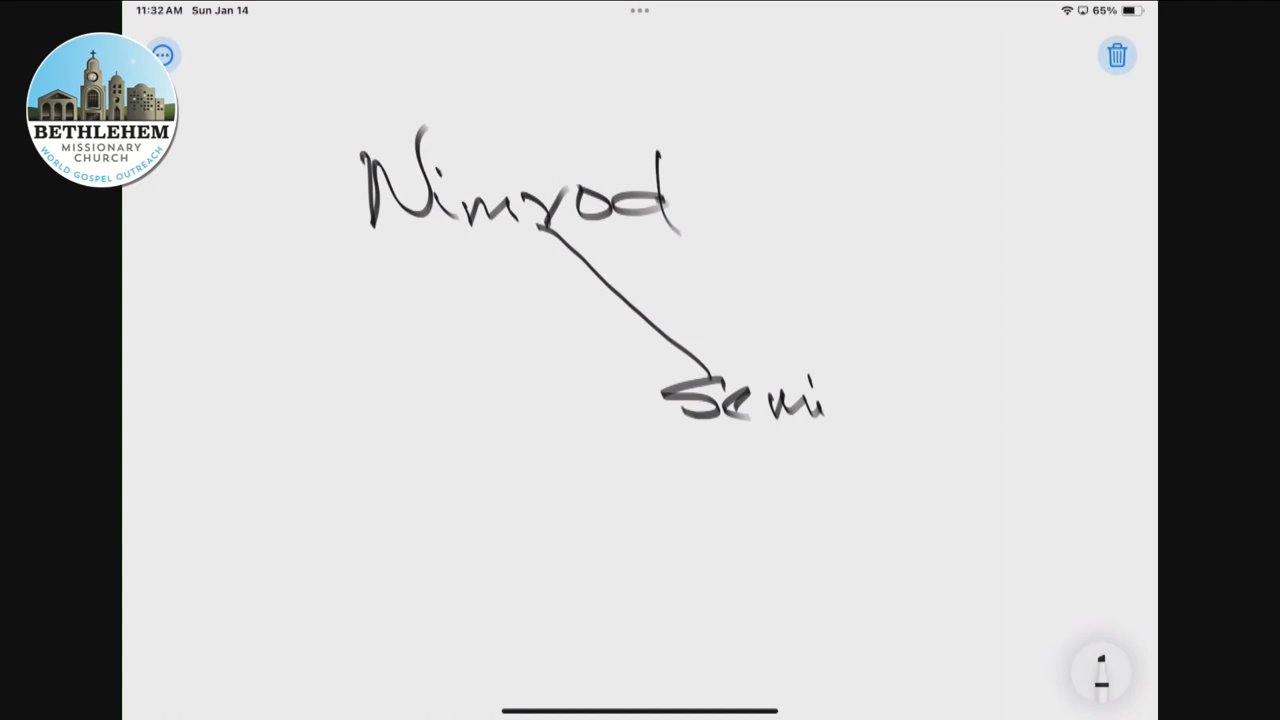 11:32 AM Sun Jan 14
65%
BETHLEHEM
MISSIONARY
CHURCH
WORLD GOSPEL OUTREACH
Nimrod
Semi